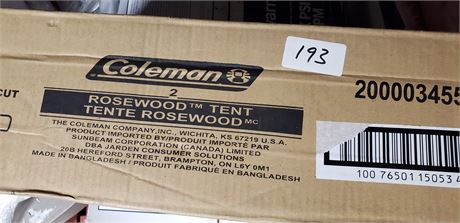 193
CUT
Coleman
2
200003455
ROSEWOOD™ TENT
TENTE ROSEWOOD MC
THE COLEMAN COMPANY, INC., WICHITA, KS 67219 U.S.A.
PRODUCT IMPORTED BY/PRODUIT IMPORTÉ PAR
SUNBEAM CORPORATION (CANADA) LIMITED
DBA JARDEN CONSUMER SOLUTIONS
20B HEREFORD STREET, BRAMPTON, ON L6Y 0M1
MADE IN BANGLADESH / PRODUIT FABRIQUÉ EN BANGLADESH
100 76501 15053 4